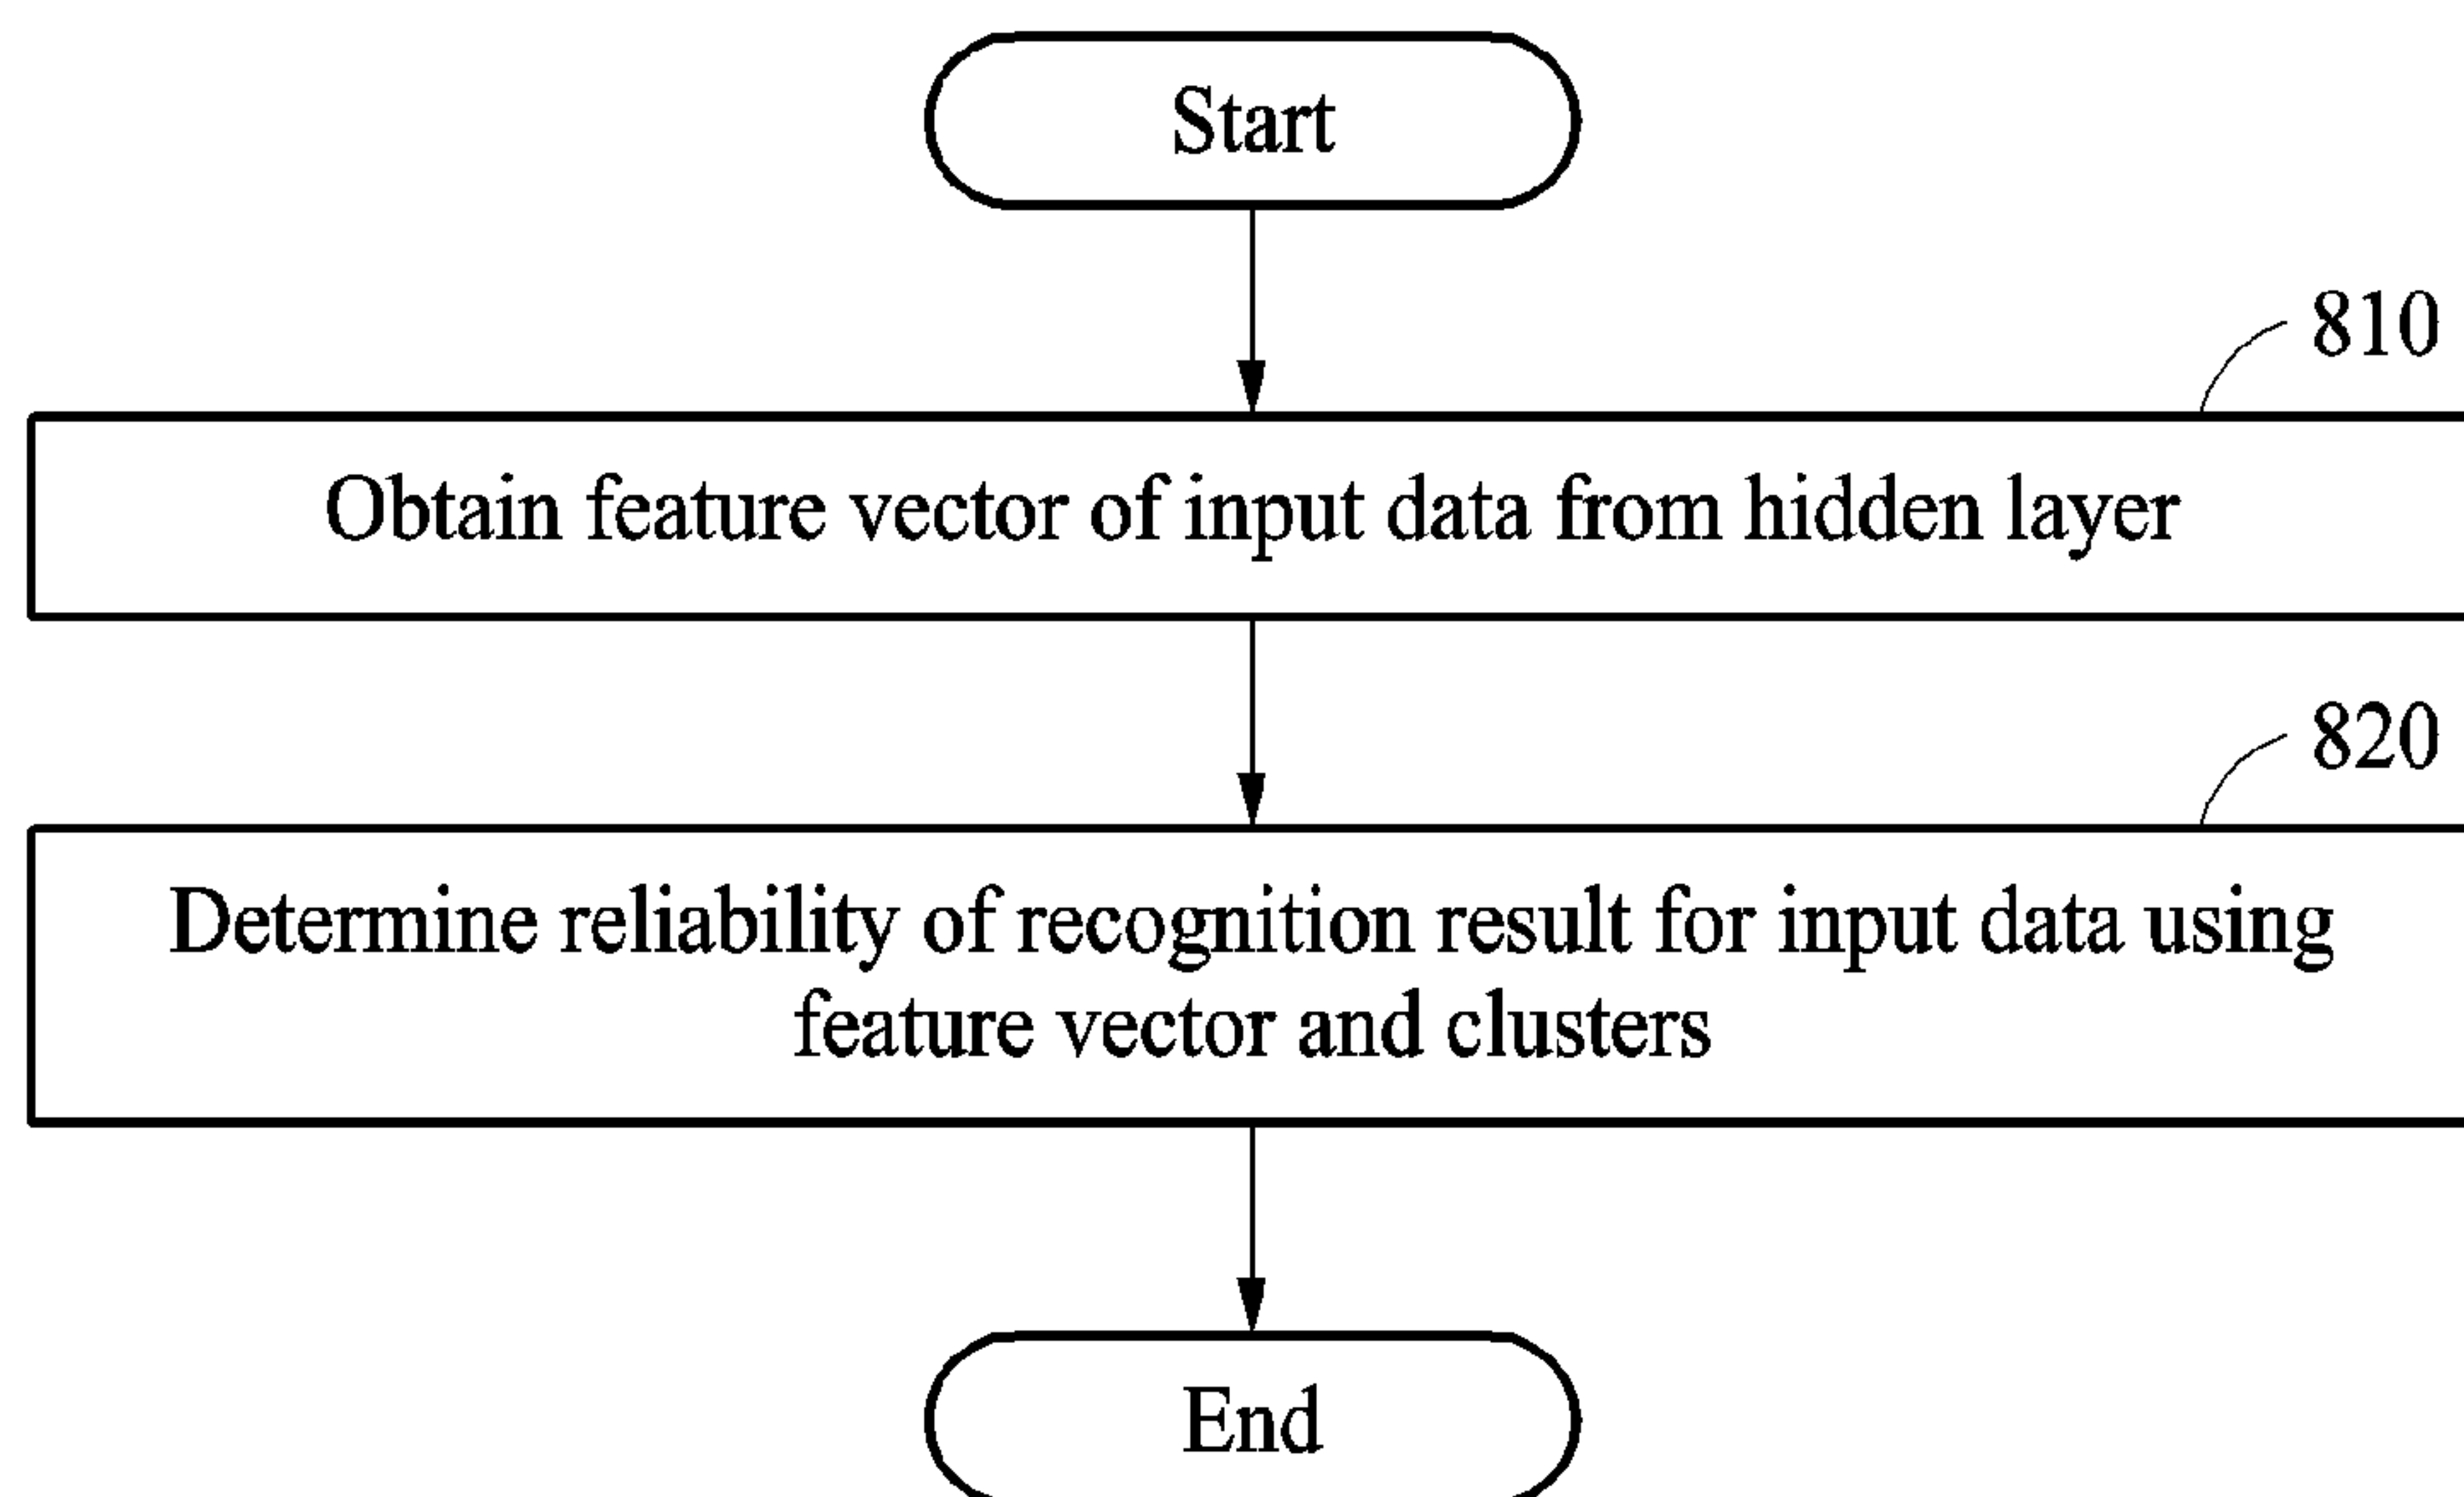 Start
810
Obtain feature vector of input data from hidden layer
820
Determine reliability of recognition result for input data using
feature vector and clusters
End